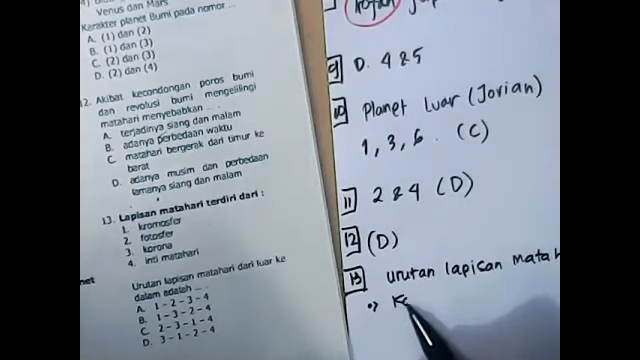 Venus dan Mars
Karakter planet Bumi pada nomor ...
A. (1) dan (2)
B. (1) dan (3)
C. (2) dan (3)
D. (2) dan (4)
12. Akibat kecondongan poros bumi
dan revolusi bumi mengelilingi
matahari menyebabkan ...
A. terjadinya siang dan malam
B. adanya perbedaan waktu
C. matahari bergerak dari timur ke
barat
D. adanya musim dan perbedaan
lamanya siang dan malam
13. Lapisan matahari terdiri dari :
1. kromosfer
2. fotosfer
3. korona
4. inti matahari
Urutan lapisan matahari dari luar ke
dalam adalah ...
A. 1 - 2 - 3 - 4
B. 1 - 3 - 2 - 4
C. 2 - 3 - 1 - 4
D. 3 - 1 - 2 - 4
9 D. 4 & 5
10 Planet luar (Jovian)
1, 3, 6. (C)
11 2 & 4 (D)
12 (D)
13 Urutan lapisan matah